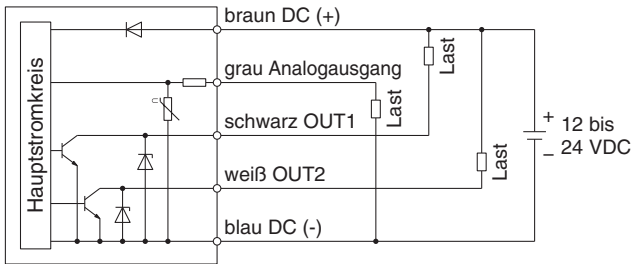 braun DC (+)
grau Analogausgang
schwarz OUT1
weiß OUT2
blau DC (-)
Hauptstromkreis
Last
Last
Last
+ 12 bis
– 24 VDC